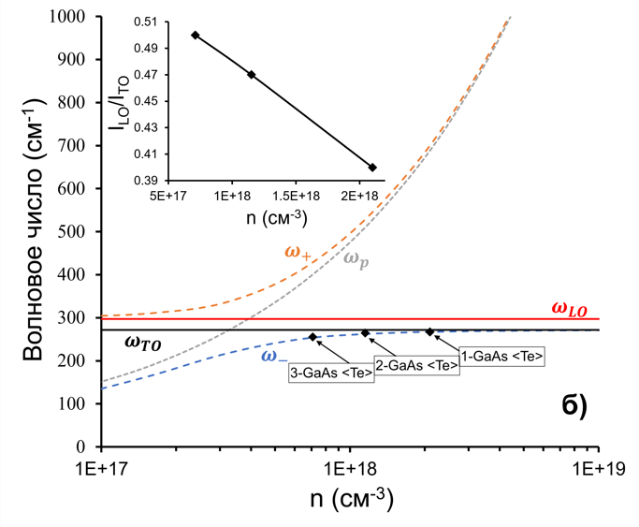 1000
900
800
700
600
500
400
300
200
100
0
Волновое число (см-1)
1E+17
1E+18
1E+19
n (см-3)
0.51
0.49
0.47
0.45
0.43
0.41
0.39
ILO/ITO
5E+17
1E+18
1.5E+18
2E+18
n (см-3)
ω+
ωp
ωLO
ωTO
ω−
3-GaAs <Te>
2-GaAs <Te>
1-GaAs <Te>
б)